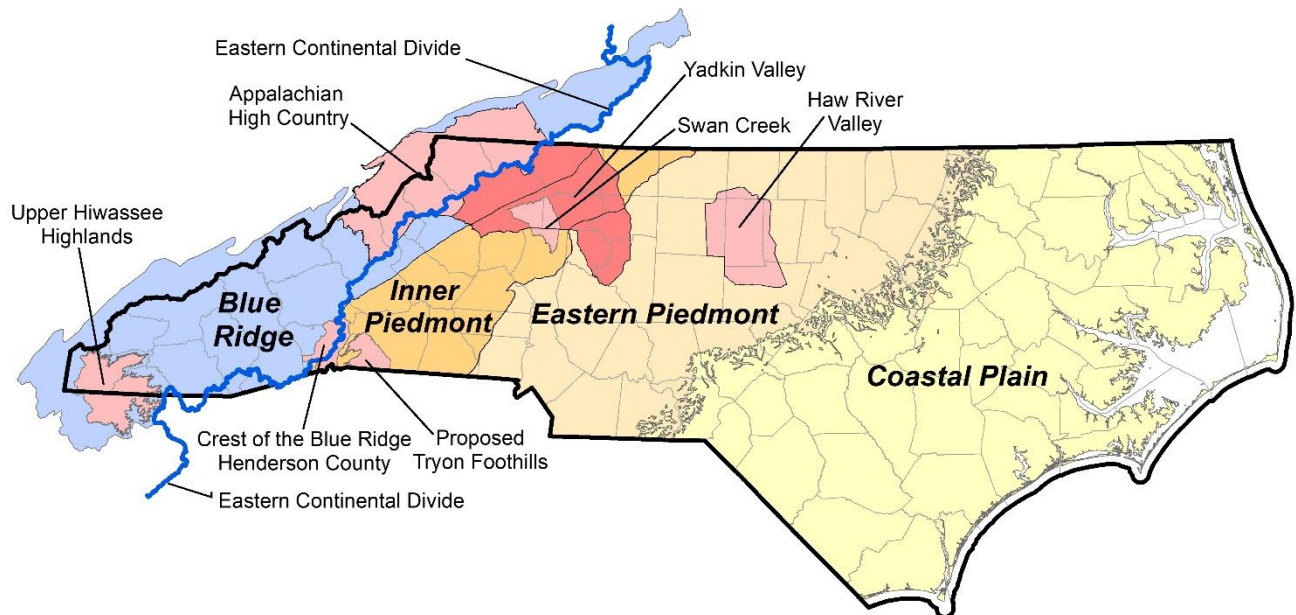 Eastern Continental Divide
Yadkin Valley
Appalachian
High Country
Haw River
Valley
Swan Creek
Upper Hiwassee
Highlands
Blue
Ridge
Inner
Piedmont
Eastern Piedmont
Coastal Plain
Crest of the Blue Ridge
Henderson County
Proposed
Tryon Foothills
Eastern Continental Divide